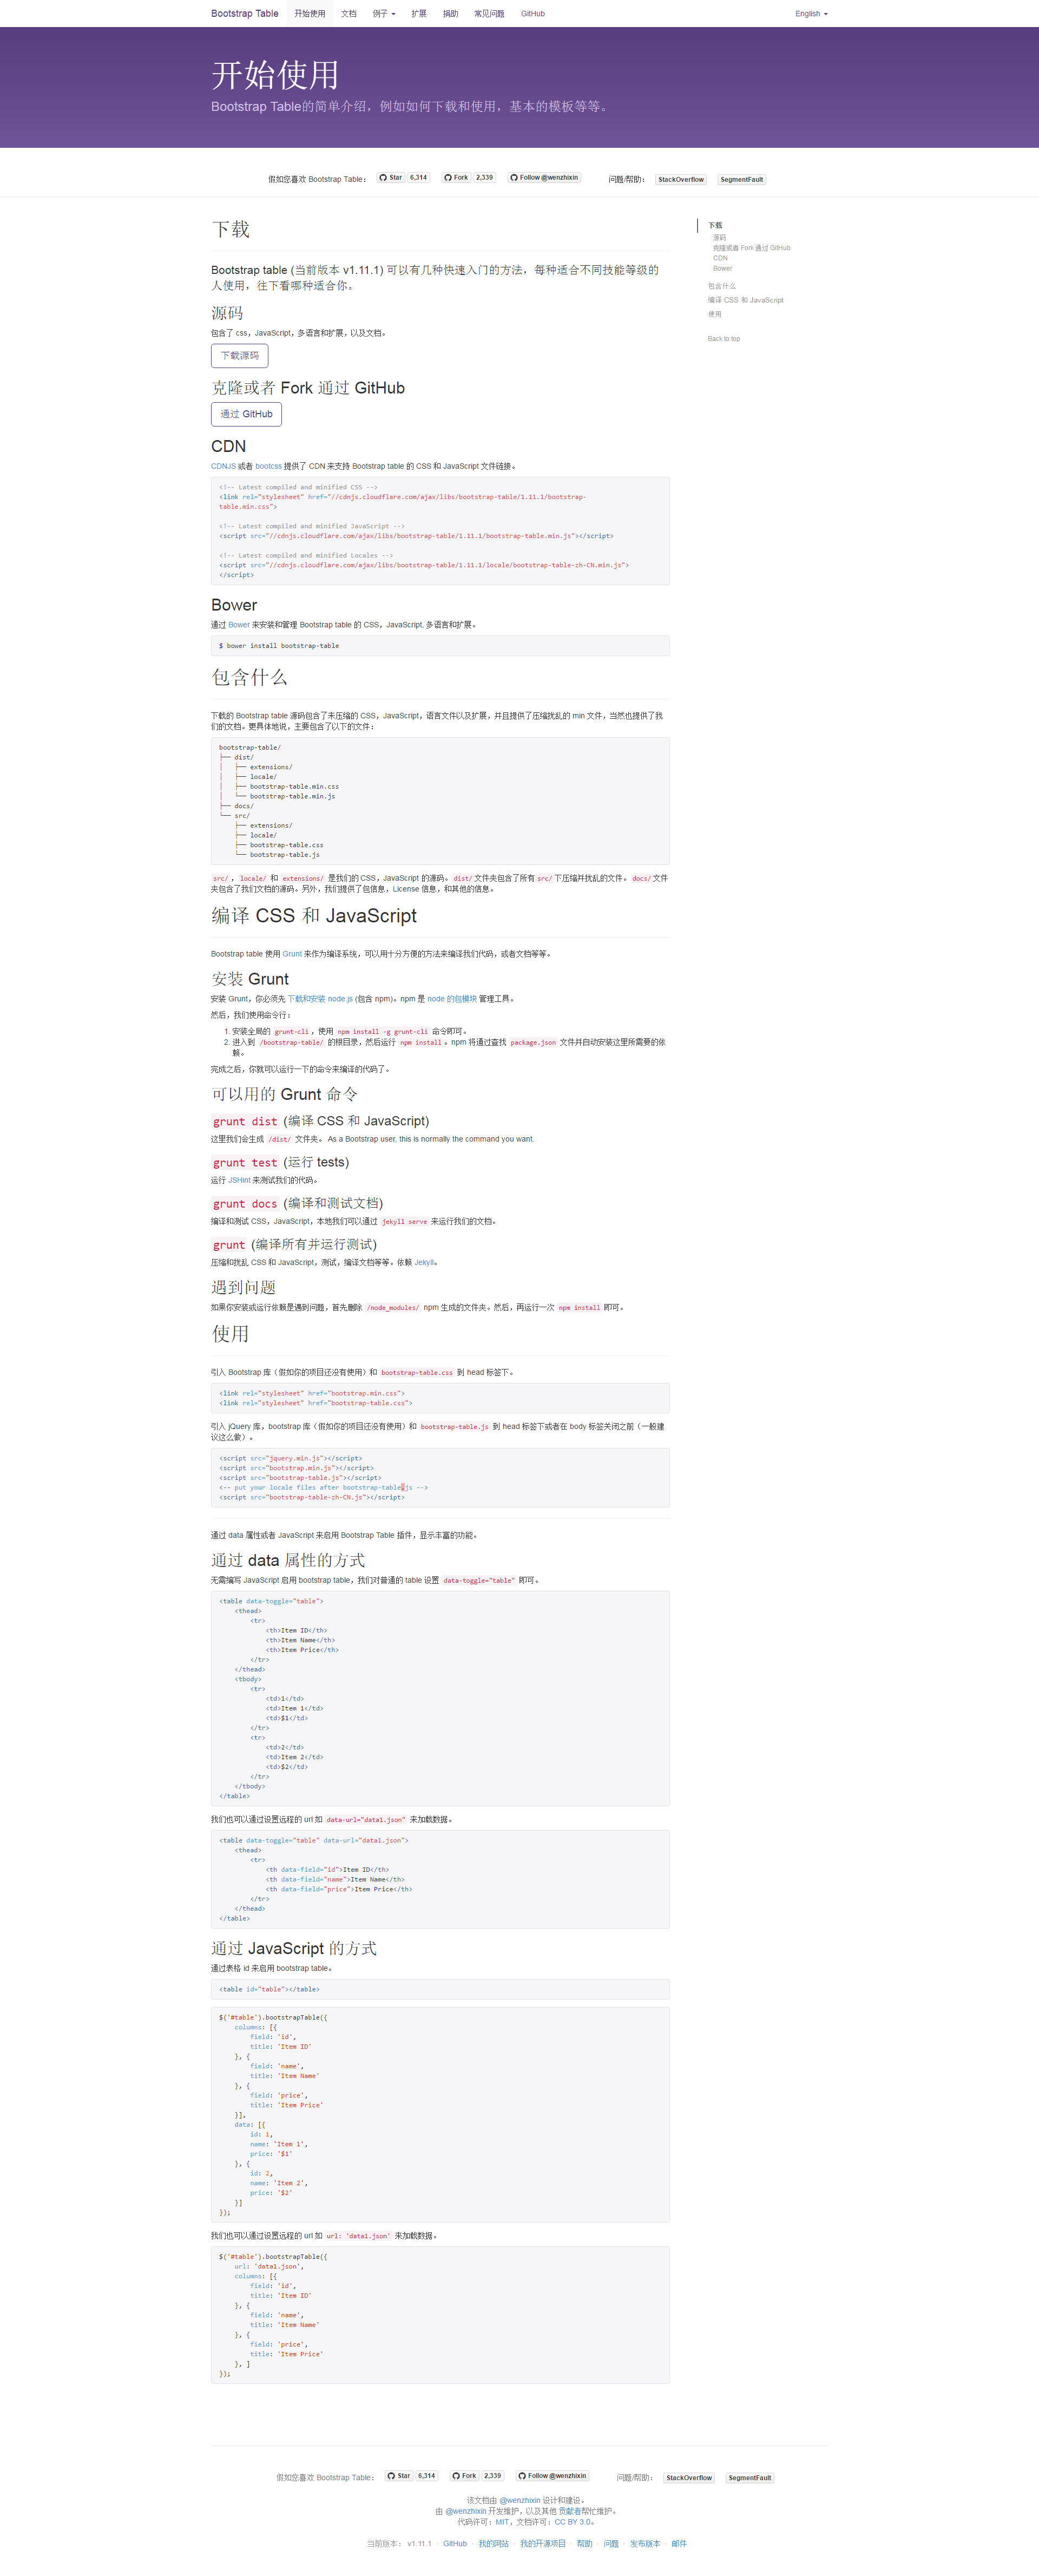 Bootstrap Table 开始使用 文档 例子 扩展 捐助 常见问题 GitHub English
开始使用
Bootstrap Table的简单介绍，例如如何下载和使用，基本的模板等等。
假如您喜欢 Bootstrap Table： Star 6,314 Fork 2,339 Follow @wenzhixin 问题/帮助： StackOverflow SegmentFault
下载
Bootstrap table (当前版本 v1.11.1) 可以有几种快速入门的方法，每种适合不同技能等级的
人使用，往下看哪种适合你。
源码
包含了 css，JavaScript，多语言和扩展，以及文档。
下载源码
克隆或者 Fork 通过 GitHub
通过 GitHub
CDN
CDNJS 或者 bootcss 提供了 CDN 来支持 Bootstrap table 的 CSS 和 JavaScript 文件链接。
<!-- Latest compiled and minified CSS -->
<link rel="stylesheet" href="//cdnjs.cloudflare.com/ajax/libs/bootstrap-table/1.11.1/bootstrap-
table.min.css">
<!-- Latest compiled and minified JavaScript -->
<script src="//cdnjs.cloudflare.com/ajax/libs/bootstrap-table/1.11.1/bootstrap-table.min.js"></script>
<!-- Latest compiled and minified Locales -->
<script src="//cdnjs.cloudflare.com/ajax/libs/bootstrap-table/1.11.1/locale/bootstrap-table-zh-CN.min.js">
</script>
Bower
通过 Bower 来安装和管理 Bootstrap table 的 CSS，JavaScript, 多语言和扩展。
$ bower install bootstrap-table
包含什么
下载的 Bootstrap table 源码包含了未压缩的 CSS，JavaScript，语言文件以及扩展，并且提供了压缩扰乱的 min 文件，当然也提供了我
们的文档。更具体地说，主要包含了以下的文件：
bootstrap-table/
├── dist/
│   ├── extensions/
│   ├── locale/
│   ├── bootstrap-table.min.css
│   └── bootstrap-table.min.js
├── docs/
└── src/
    ├── extensions/
    ├── locale/
    ├── bootstrap-table.css
    └── bootstrap-table.js
src/ ， locale/ 和 extensions/ 是我们的 CSS，JavaScript 的源码。 dist/ 文件夹包含了所有 src/ 下压缩并扰乱的文件。 docs/ 文件
夹包含了我们文档的源码。另外，我们提供了包信息，License 信息，和其他的信息。
编译 CSS 和 JavaScript
Bootstrap table 使用 Grunt 来作为编译系统，可以用十分方便的方法来编译我们代码，或者文档等等。
安装 Grunt
安装 Grunt，你必须先 下载和安装 node.js (包含 npm)。npm 是 node 的包模块 管理工具。
然后，我们使用命令行：
1. 安装全局的 grunt-cli，使用 npm install -g grunt-cli 命令即可。
2. 进入到 /bootstrap-table/ 的根目录，然后运行 npm install 。npm 将通过查找 package.json 文件并自动安装这里所需要的依
赖。
完成之后，你就可以运行一下的命令来编译的代码了。
可以用的 Grunt 命令
grunt dist (编译 CSS 和 JavaScript)
这里我们会生成 /dist/ 文件夹。 As a Bootstrap user, this is normally the command you want.
grunt test (运行 tests)
运行 JSHint 来测试我们的代码。
grunt docs (编译和测试文档)
编译和测试 CSS，JavaScript，本地我们可以通过 jekyll serve 来运行我们的文档。
grunt (编译所有并运行测试)
压缩和扰乱 CSS 和 JavaScript，测试，编译文档等等。依赖 Jekyll。
遇到问题
如果你安装或运行依赖是遇到问题，首先删除 /node_modules/ npm 生成的文件夹。然后，再运行一次 npm install 即可。
使用
引入 Bootstrap 库（假如你的项目还没有使用）和 bootstrap-table.css 到 head 标签下。
<link rel="stylesheet" href="bootstrap.min.css">
<link rel="stylesheet" href="bootstrap-table.css">
引入 jQuery 库，bootstrap 库（假如你的项目还没有使用）和 bootstrap-table.js 到 head 标签下或者在 body 标签关闭之前（一般建
议这么做）。
<script src="jquery.min.js"></script>
<script src="bootstrap.min.js"></script>
<script src="bootstrap-table.js"></script>
<-- put your locale files after bootstrap-table.js -->
<script src="bootstrap-table-zh-CN.js"></script>
通过 data 属性或者 JavaScript 来启用 Bootstrap Table 插件，显示丰富的功能。
通过 data 属性的方式
无需编写 JavaScript 启用 bootstrap table，我们对普通的 table 设置 data-toggle="table" 即可。
<table data-toggle="table">
    <thead>
        <tr>
            <th>Item ID</th>
            <th>Item Name</th>
            <th>Item Price</th>
        </tr>
    </thead>
    <tbody>
        <tr>
            <td>1</td>
            <td>Item 1</td>
            <td>$1</td>
        </tr>
        <tr>
            <td>2</td>
            <td>Item 2</td>
            <td>$2</td>
        </tr>
    </tbody>
</table>
我们也可以通过设置远程的 url 如 data-url="data1.json" 来加载数据。
<table data-toggle="table" data-url="data1.json">
    <thead>
        <tr>
            <th data-field="id">Item ID</th>
            <th data-field="name">Item Name</th>
            <th data-field="price">Item Price</th>
        </tr>
    </thead>
</table>
通过 JavaScript 的方式
通过表格 id 来启用 bootstrap table。
<table id="table"></table>
$('#table').bootstrapTable({
    columns: [{
        field: 'id',
        title: 'Item ID'
    }, {
        field: 'name',
        title: 'Item Name'
    }, {
        field: 'price',
        title: 'Item Price'
    }],
    data: [{
        id: 1,
        name: 'Item 1',
        price: '$1'
    }, {
        id: 2,
        name: 'Item 2',
        price: '$2'
    }]
});
我们也可以通过设置远程的 url 如 url: 'data1.json' 来加载数据。
$('#table').bootstrapTable({
    url: 'data1.json',
    columns: [{
        field: 'id',
        title: 'Item ID'
    }, {
        field: 'name',
        title: 'Item Name'
    }, {
        field: 'price',
        title: 'Item Price'
    }, ]
});
下载
源码
克隆或者 Fork 通过 GitHub
CDN
Bower
包含什么
编译 CSS 和 JavaScript
使用
Back to top
假如您喜欢 Bootstrap Table： Star 6,314 Fork 2,339 Follow @wenzhixin 问题/帮助： StackOverflow SegmentFault
该文档由 @wenzhixin 设计和建设。
由 @wenzhixin 开发维护，以及其他 贡献者帮忙维护。
代码许可：MIT，文档许可：CC BY 3.0。
当前版本： v1.11.1 · GitHub · 我的网站 · 我的开源项目 · 帮助 · 问题 · 发布版本 · 邮件